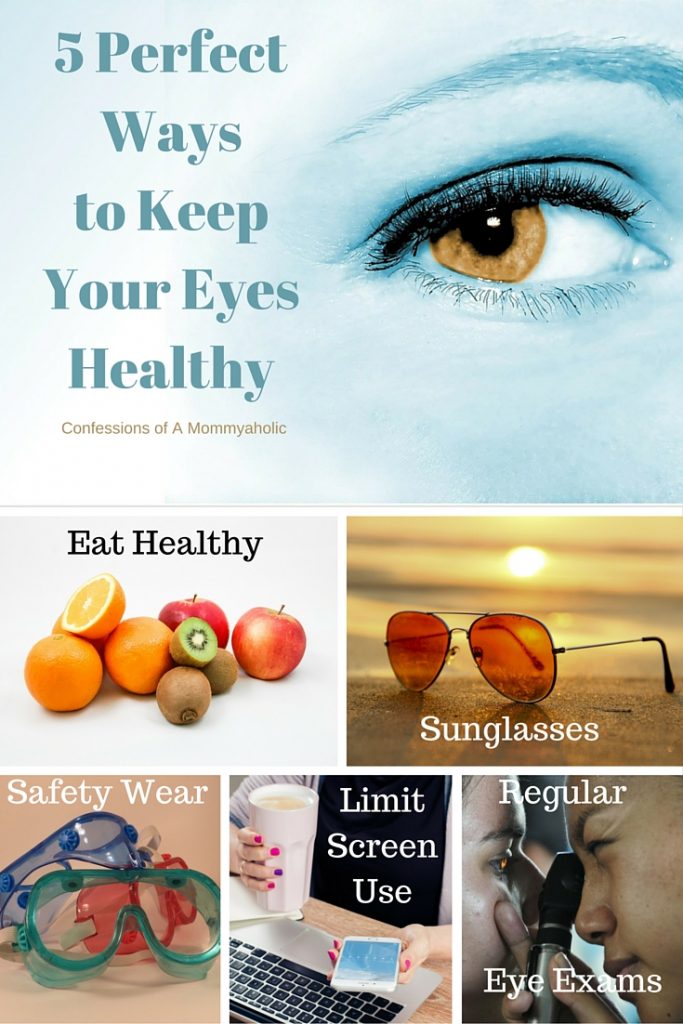 5 Perfect
Ways
to Keep
Your Eyes
Healthy
Confessions of A Mommyaholic
Eat Healthy
Sunglasses
Safety Wear
Limit
Screen
Use
Regular
Eye Exams